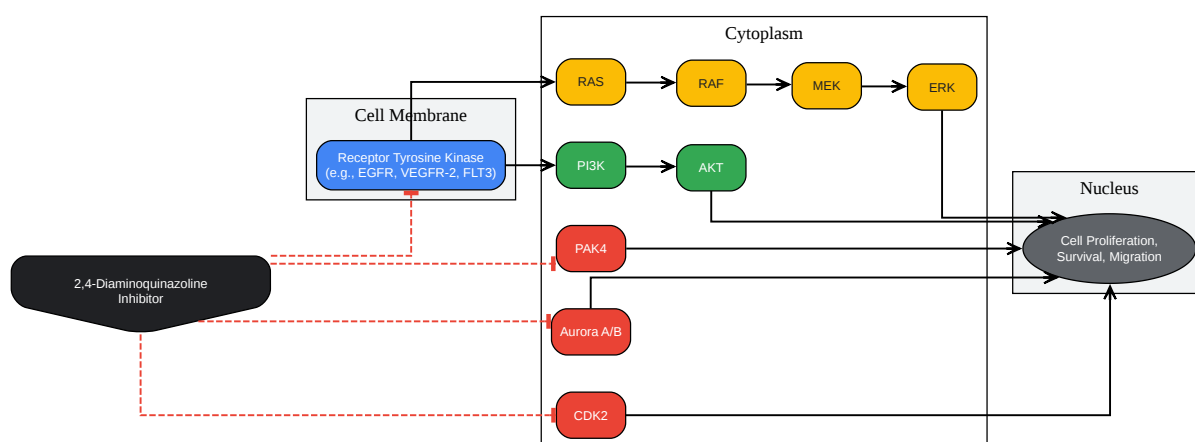 Cytoplasm
RAS
RAF
MEK
ERK
Cell Membrane
Receptor Tyrosine Kinase
(e.g., EGFR, VEGFR-2, FLT3)
PI3K
AKT
Nucleus
Cell Proliferation,
Survival, Migration
PAK4
2,4-Diaminoquinazoline
Inhibitor
Aurora A/B
CDK2